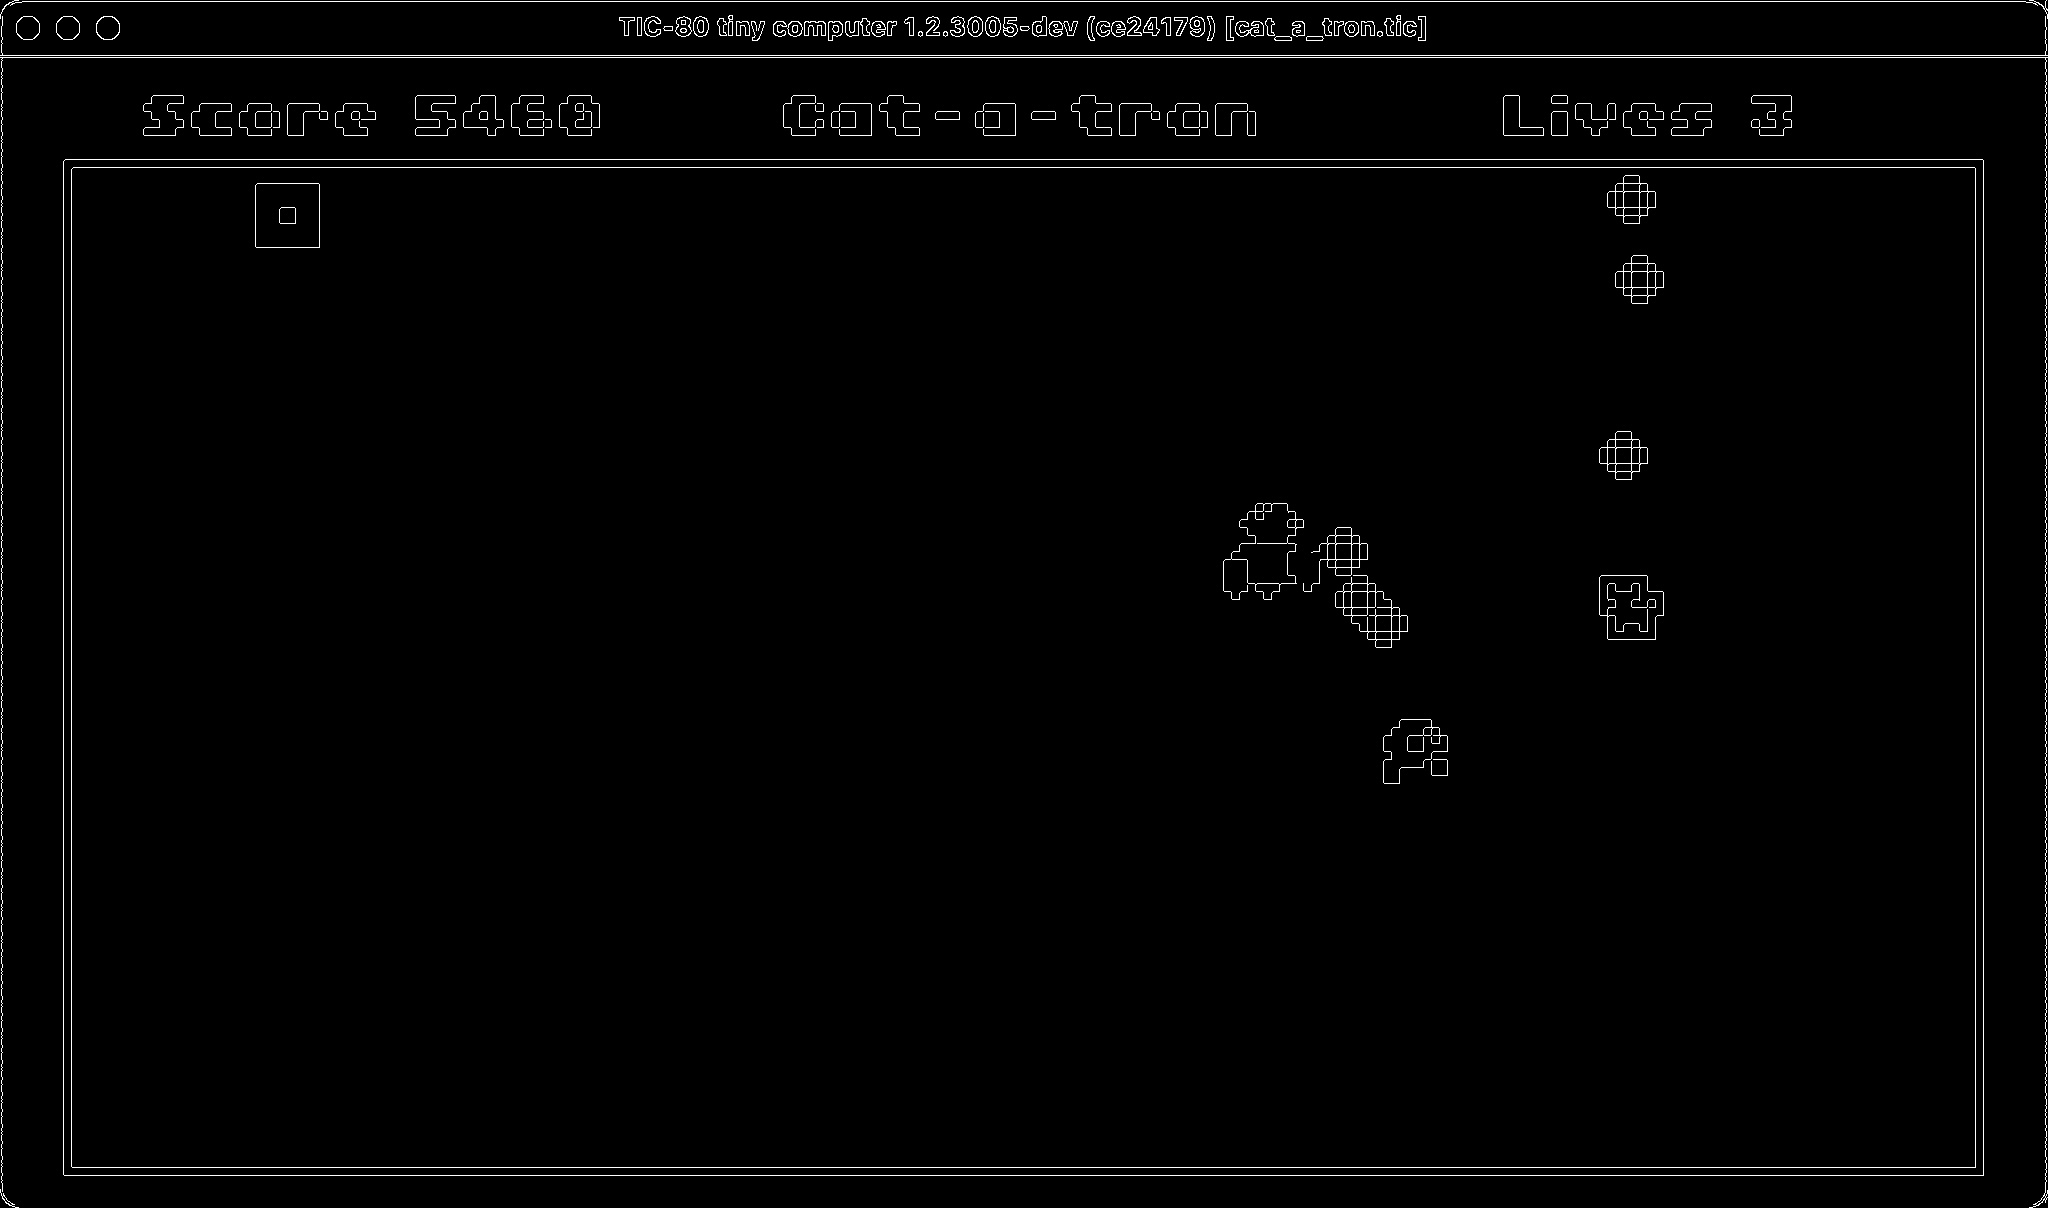 TIC-80 tiny computer 1.2.3005-dev (ce24179) [cat_a_tron.tic]
Score 5460 Cat-a-tron Lives 3